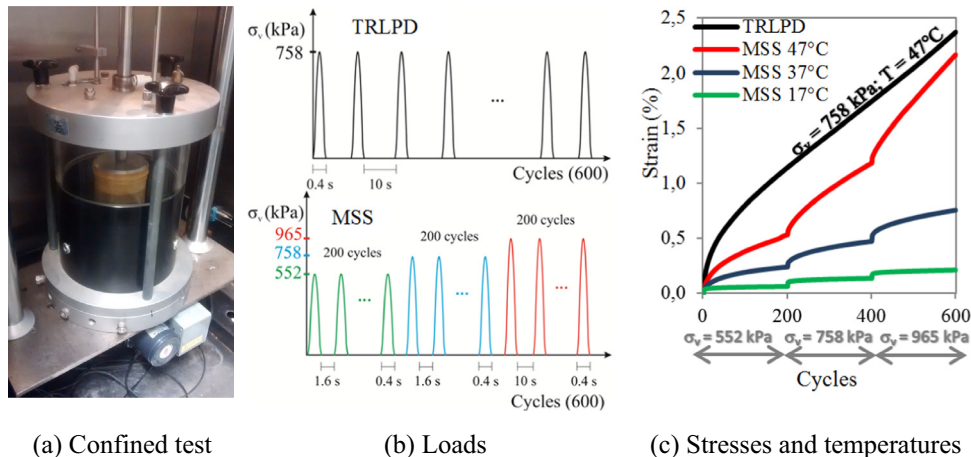 σv (kPa)
TRLPD
758
...
0.4 s
10 s
Cycles (600)
σv(kPa)
MSS
965
758
552
200 cycles
200 cycles
200 cycles
...
...
...
1.6 s
0.4 s
1.6 s
0.4 s
10 s
0.4 s
Cycles (600)
Strain (%)
2,5
2,0
1,5
1,0
0,5
0,0
TRLPD
MSS 47°C
MSS 37°C
MSS 17°C
σv = 758 kPa; T = 47°C
0
200
400
600
σv = 552 kPa
σv = 758 kPa
σv = 965 kPa
Cycles
(a) Confined test
(b) Loads
(c) Stresses and temperatures